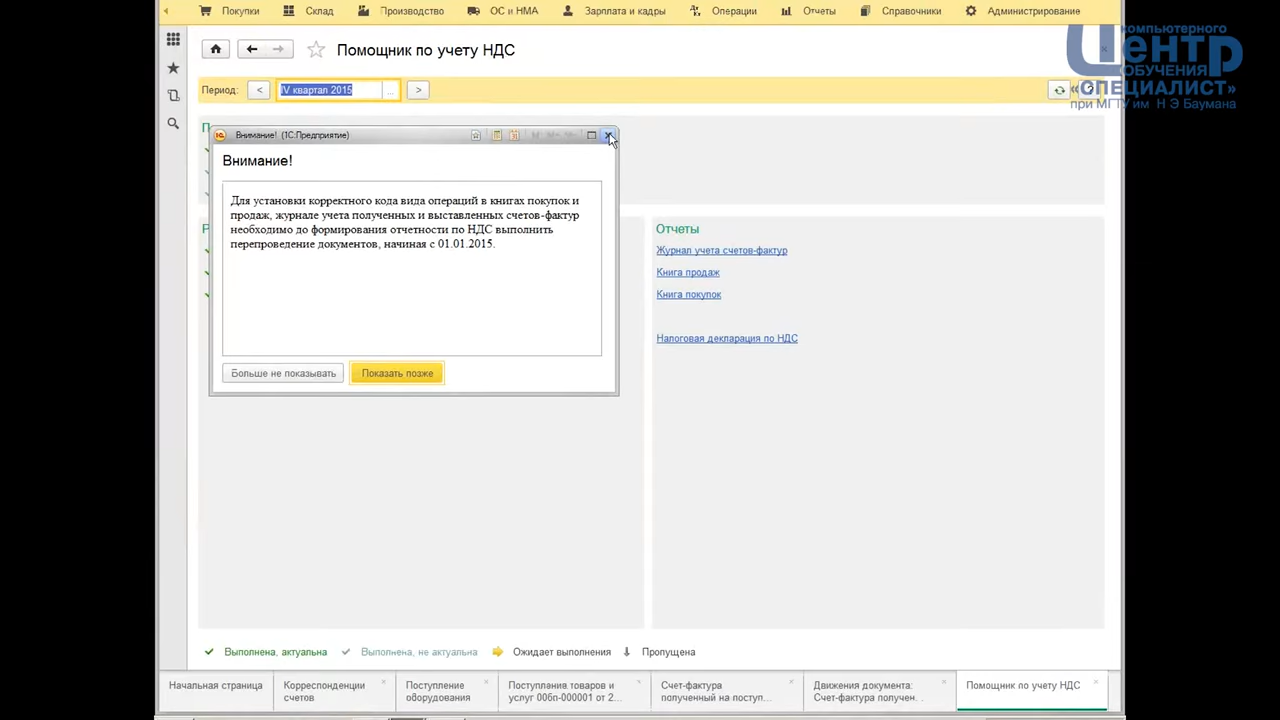 Покупки Склад Производство ОС и НМА Зарплата и кадры Операции Отчеты Справочники Администрирование
Помощник по учету НДС
Период: < IV квартал 2015 ... >
компьютерного
Центр
ОБУЧЕНИЯ
«СПЕЦИАЛИСТ»
при МГТУ им Н Э Баумана
Внимание! (1С:Предприятие)
Внимание!
Для установки корректного кода вида операций в книгах покупок и
продаж, журнале учета полученных и выставленных счетов-фактур
необходимо до формирования отчетности по НДС выполнить
перепроведение документов, начиная с 01.01.2015.
Больше не показывать Показать позже
Отчеты
Журнал учета счетов-фактур
Книга продаж
Книга покупок
Налоговая декларация по НДС
Выполнена, актуальна Выполнена, не актуальна Ожидает выполнения Пропущена
Начальная страница
Корреспонденции
счетов
Поступление
оборудования
Поступление товаров и
услуг 00бп-000001 от 2...
Счет-фактура
полученный на поступ...
Движения документа:
Счет-фактура получен...
Помощник по учету НДС